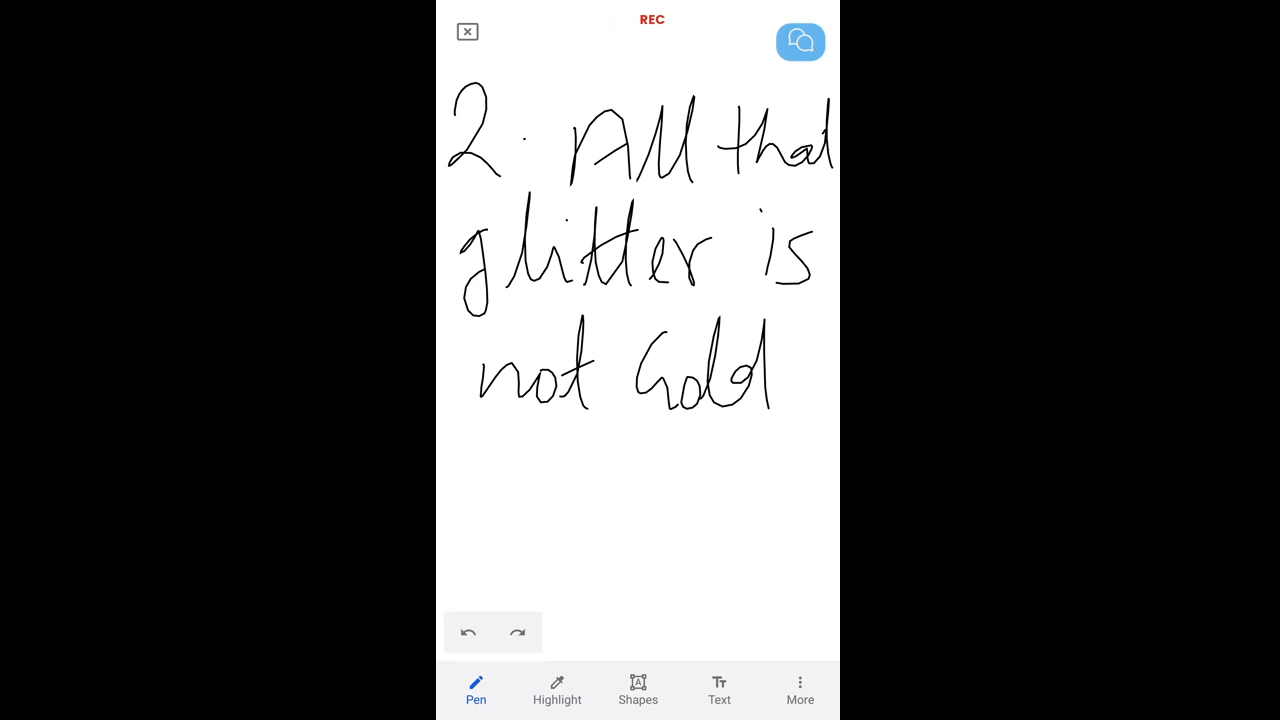 REC
2. All that
glitter is
not Gold
Pen Highlight Shapes Text More